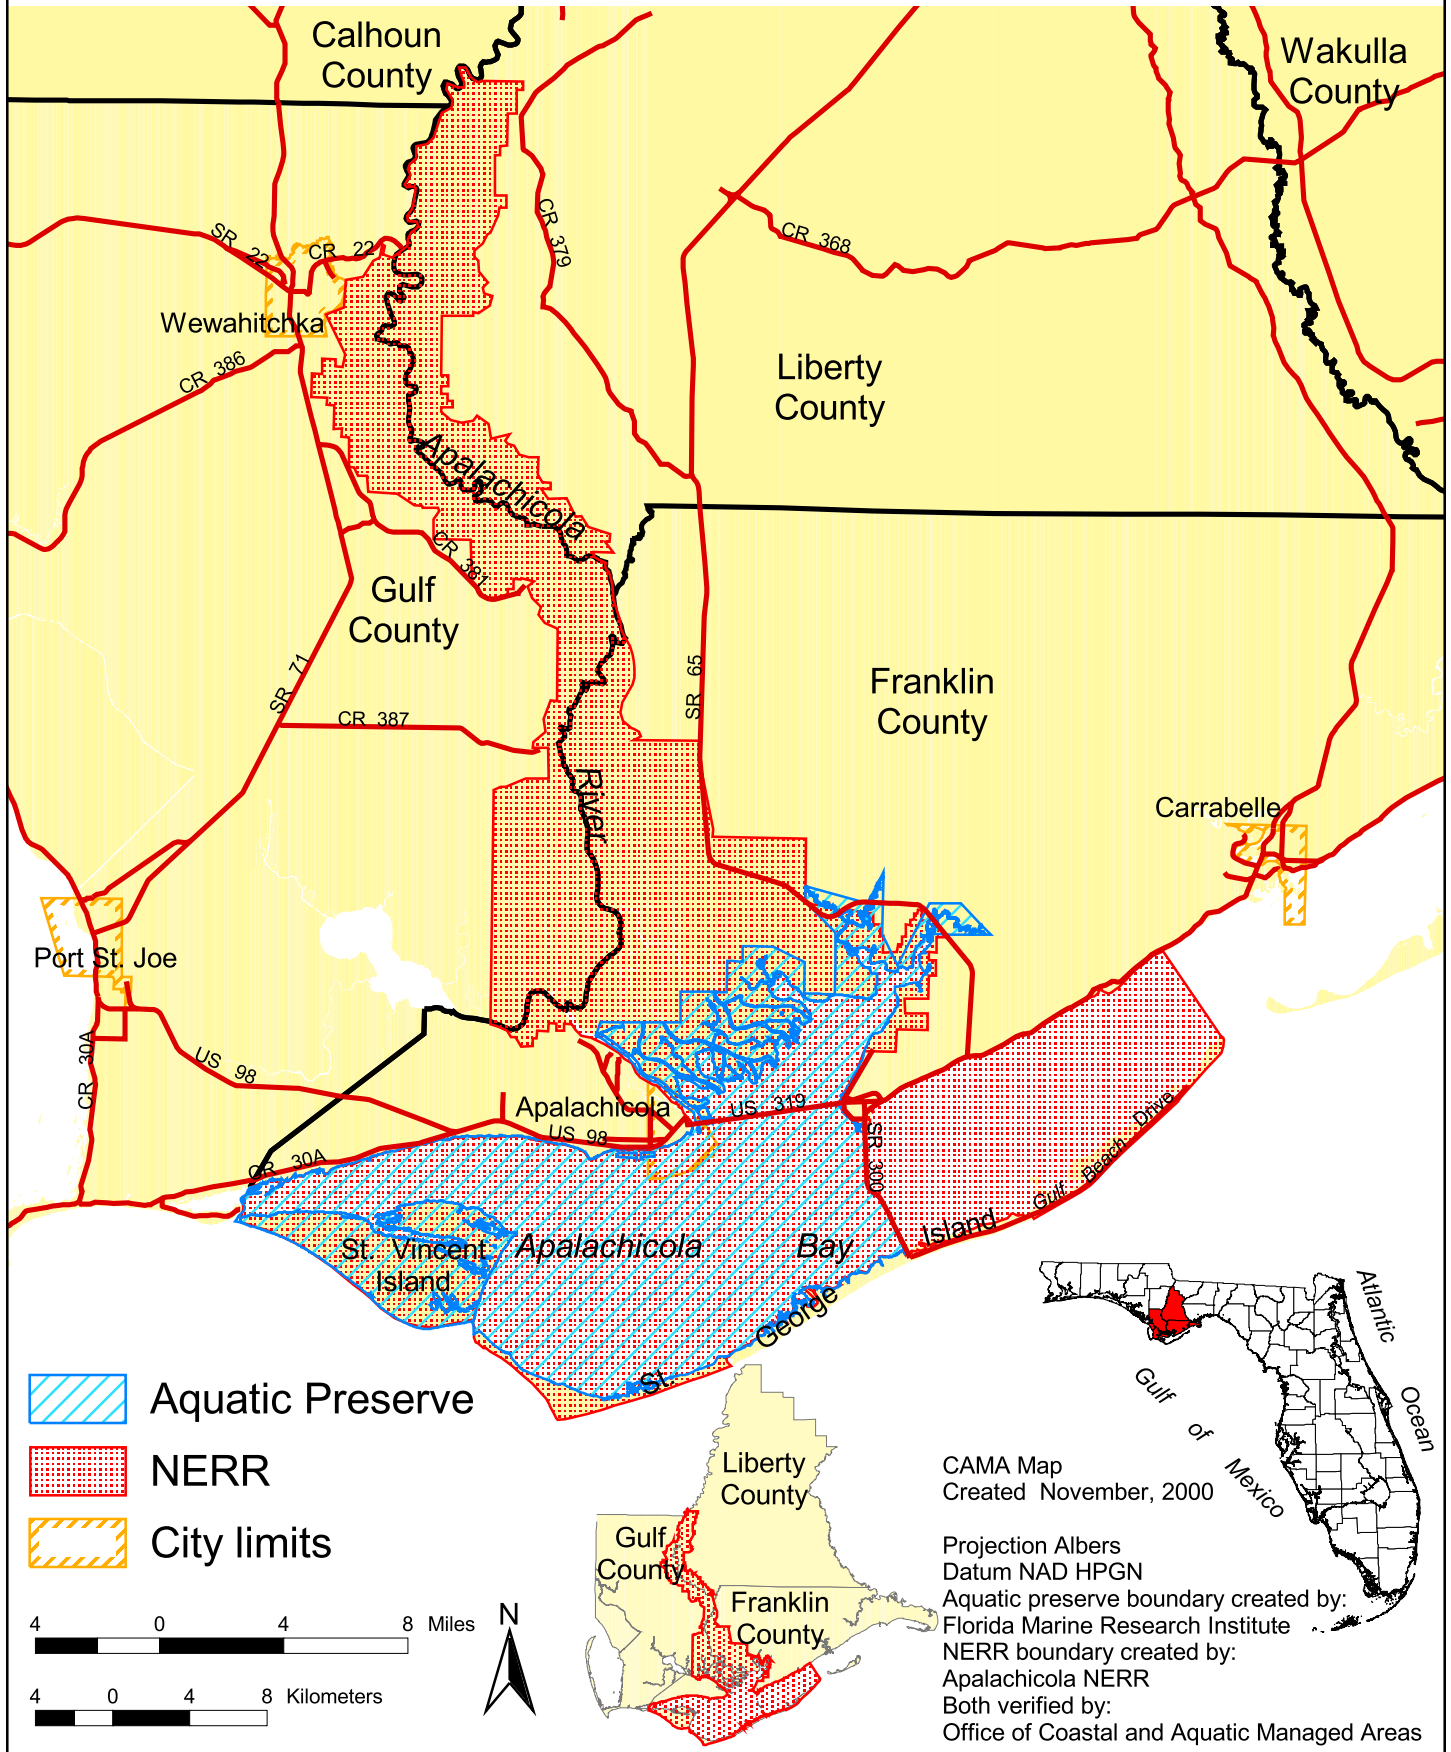 Calhoun
County
Wakulla
County
CR 379
SR 22
CR 22
CR 368
Wewahitchka
CR 386
Liberty
County
Apalachicola
CR 381
Gulf
County
SR 71
SR 65
Franklin
County
CR 387
River
Carrabelle
Port St. Joe
CR 30A
US 98
Apalachicola
US 319
US 98
SR 300
Gulf Beach Drive
CR 30A
St. Vincent
Island
Apalachicola Bay
Island
George
St.
Atlantic
Ocean
Gulf of Mexico
Aquatic Preserve
NERR
City limits
Liberty
County
Gulf
County
Franklin
County
4 0 4 8 Miles
4 0 4 8 Kilometers
N
CAMA Map
Created November, 2000
Projection Albers
Datum NAD HPGN
Aquatic preserve boundary created by:
Florida Marine Research Institute
NERR boundary created by:
Apalachicola NERR
Both verified by:
Office of Coastal and Aquatic Managed Areas